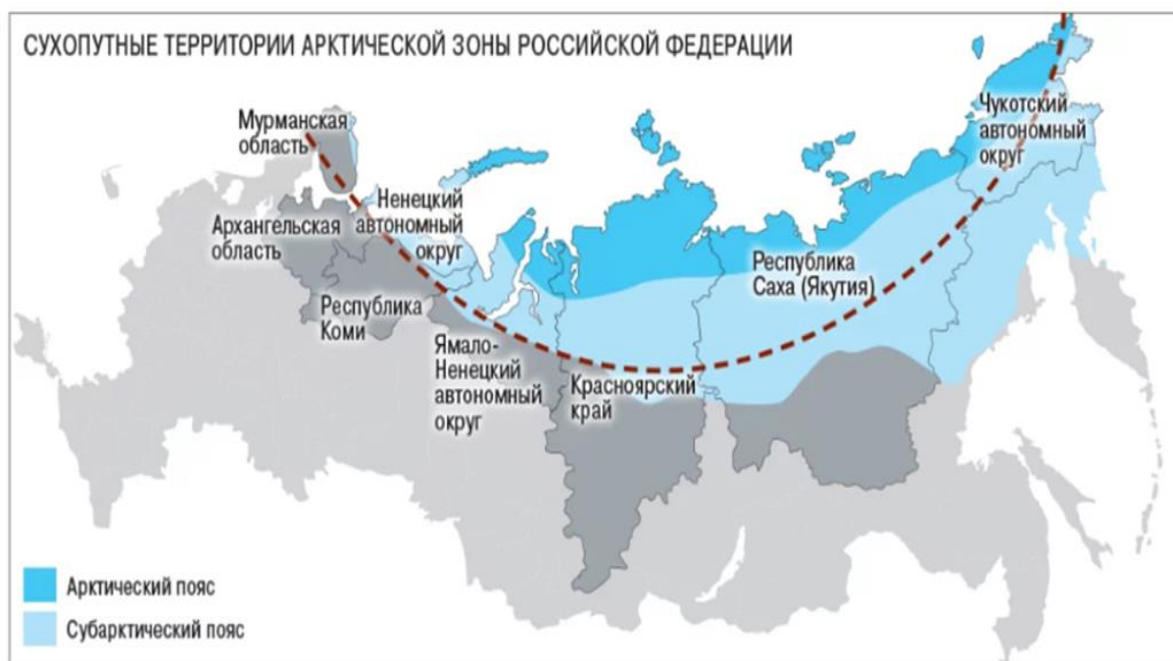 СУХОПУТНЫЕ ТЕРРИТОРИИ АРКТИЧЕСКОЙ ЗОНЫ РОССИЙСКОЙ ФЕДЕРАЦИИ
Мурманская
область
Чукотский
автономный
округ
Ненецкий
автономный
округ
Архангельская
область
Республика
Саха (Якутия)
Республика
Коми
Ямало-
Ненецкий
автономный
округ
Красноярский
край
Арктический пояс
Субарктический пояс